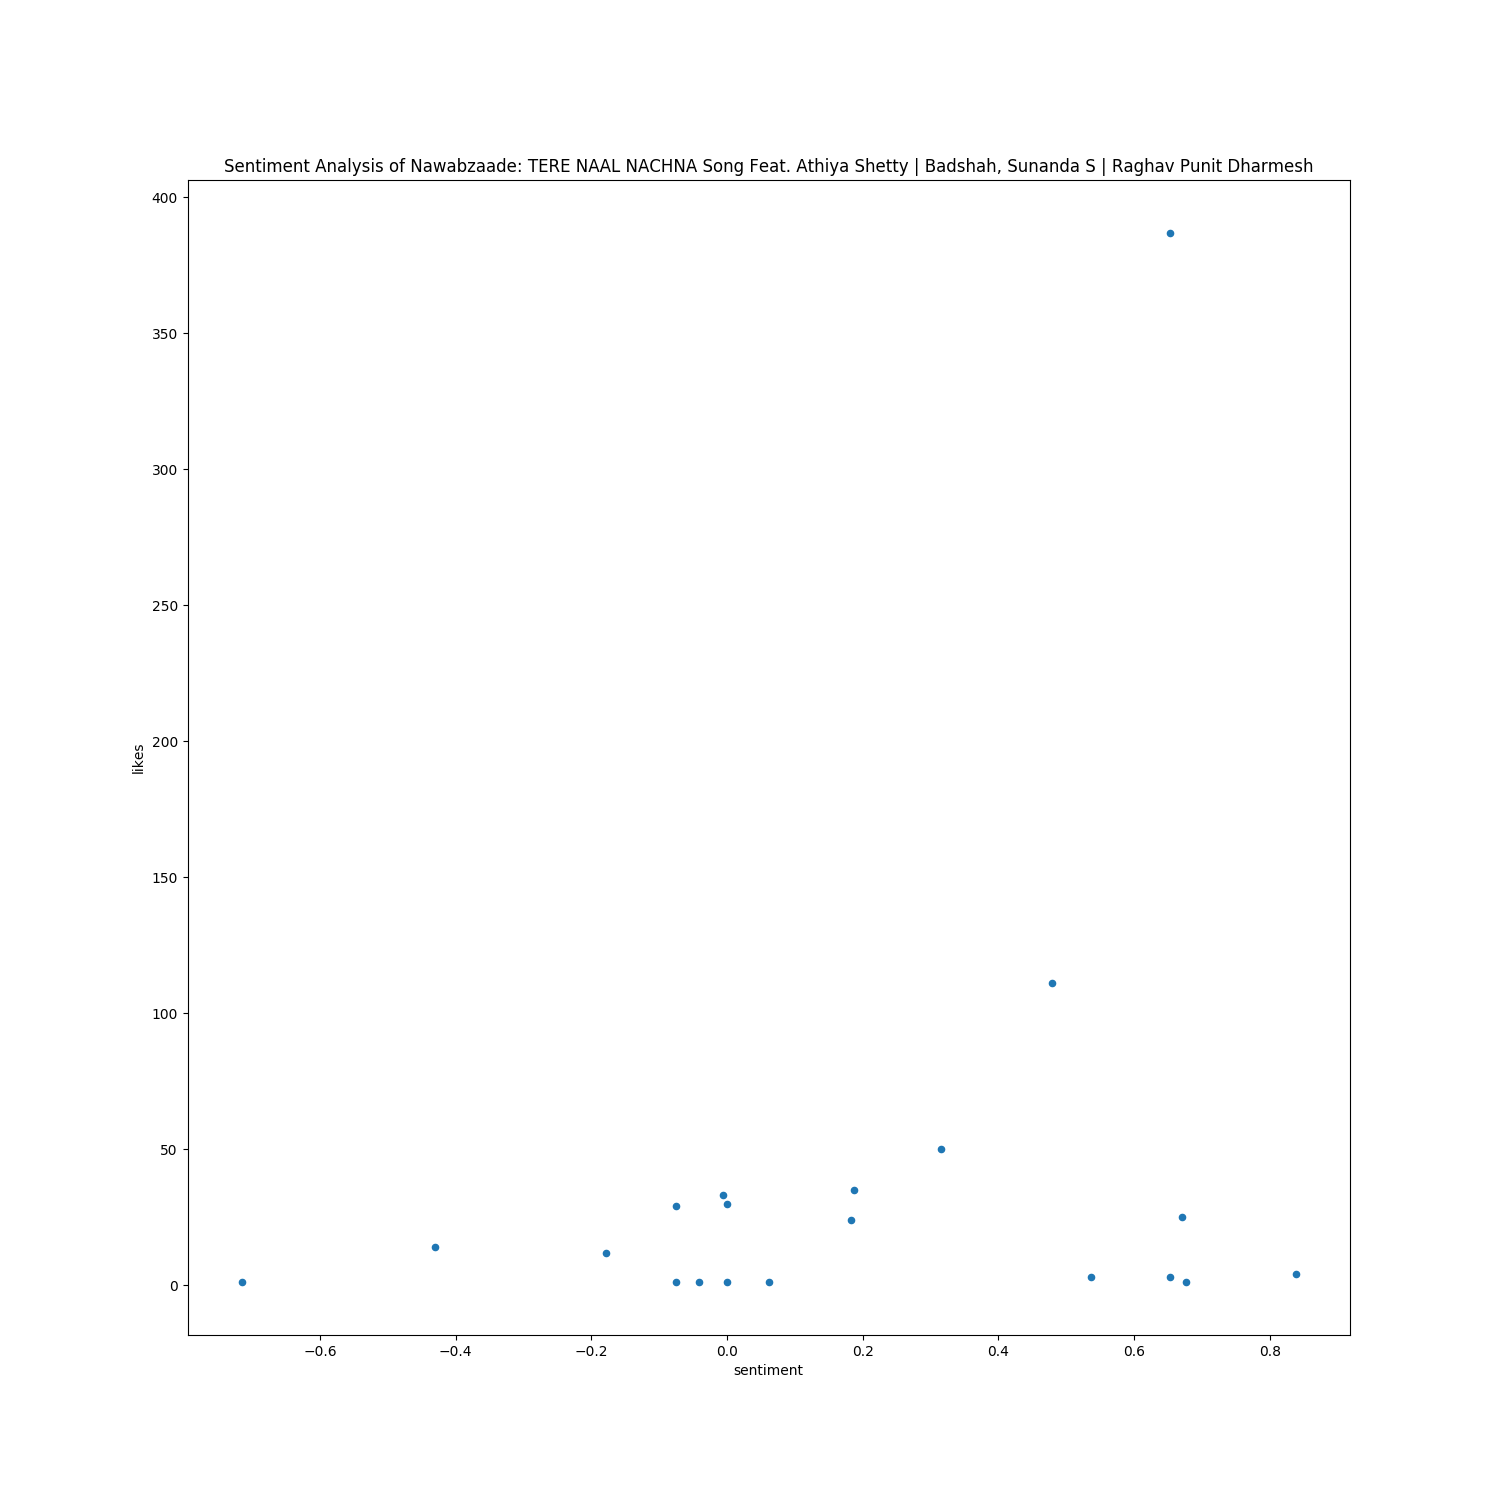 Sentiment Analysis of Nawabzaade: TERE NAAL NACHNA Song Feat. Athiya Shetty | Badshah, Sunanda S | Raghav Punit Dharmesh
400
350
300
250
200
150
100
50
0
likes
−0.6 −0.4 −0.2 0.0 0.2 0.4 0.6 0.8
sentiment